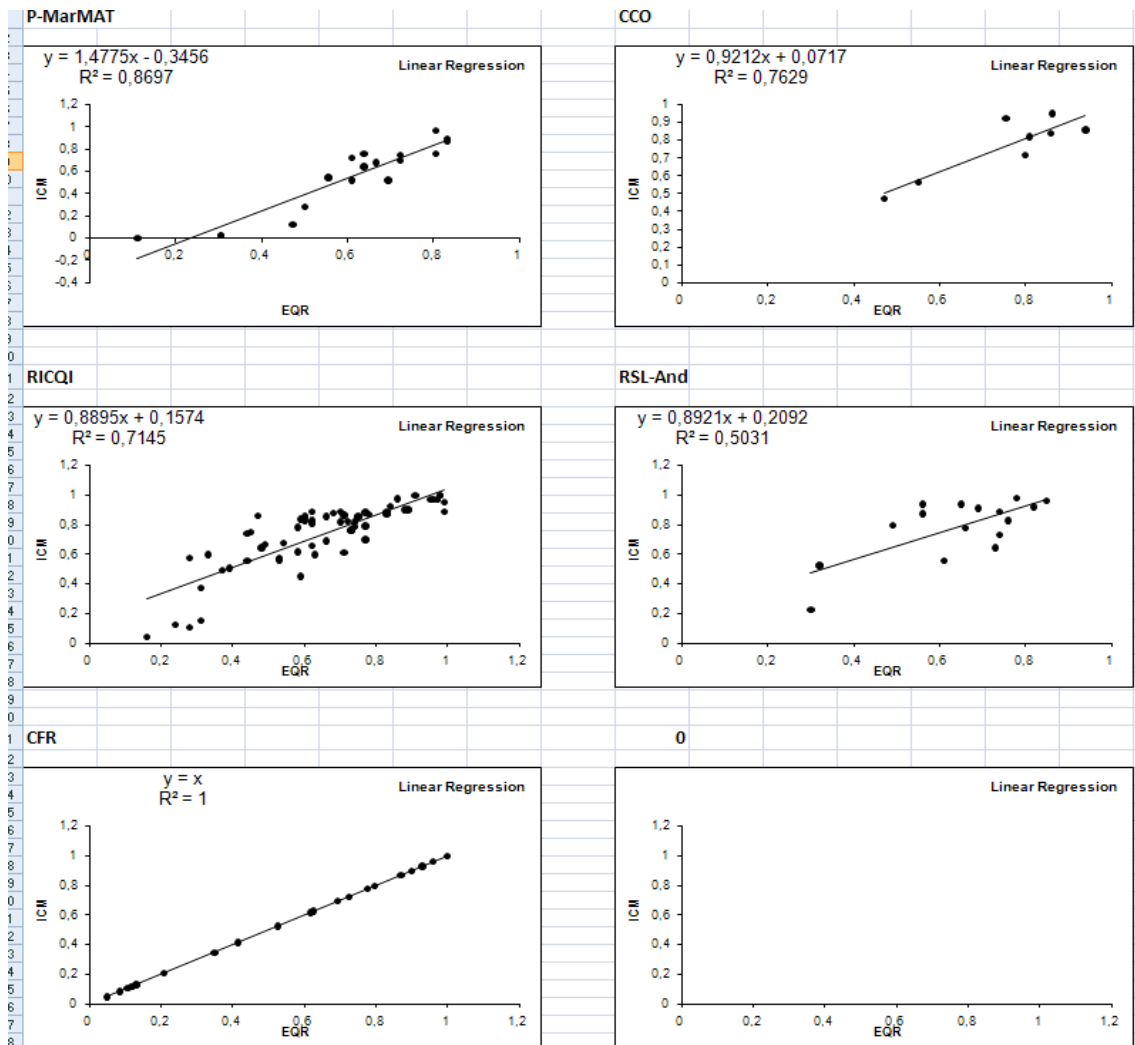 P-MarMAT
y = 1,4775x - 0,3456
R² = 0,8697
Linear Regression
1,2
1
0,8
0,6
0,4
0,2
0
-0,2
-0,4
ICM
0 0,2 0,4 0,6 0,8 1
EQR
CCO
y = 0,9212x + 0,0717
R² = 0,7629
Linear Regression
1
0,9
0,8
0,7
0,6
0,5
0,4
0,3
0,2
0,1
0
ICM
0 0,2 0,4 0,6 0,8 1
EQR
RICQI
y = 0,8895x + 0,1574
R² = 0,7145
Linear Regression
1,2
1
0,8
0,6
0,4
0,2
0
ICM
0 0,2 0,4 0,6 0,8 1 1,2
EQR
RSL-And
y = 0,8921x + 0,2092
R² = 0,5031
Linear Regression
1,2
1
0,8
0,6
0,4
0,2
0
ICM
0 0,2 0,4 0,6 0,8 1
EQR
CFR
y = x
R² = 1
Linear Regression
1,2
1
0,8
0,6
0,4
0,2
0
ICM
0 0,2 0,4 0,6 0,8 1 1,2
EQR
0
Linear Regression
1,2
1
0,8
0,6
0,4
0,2
0
ICM
0 0,2 0,4 0,6 0,8 1 1,2
EQR